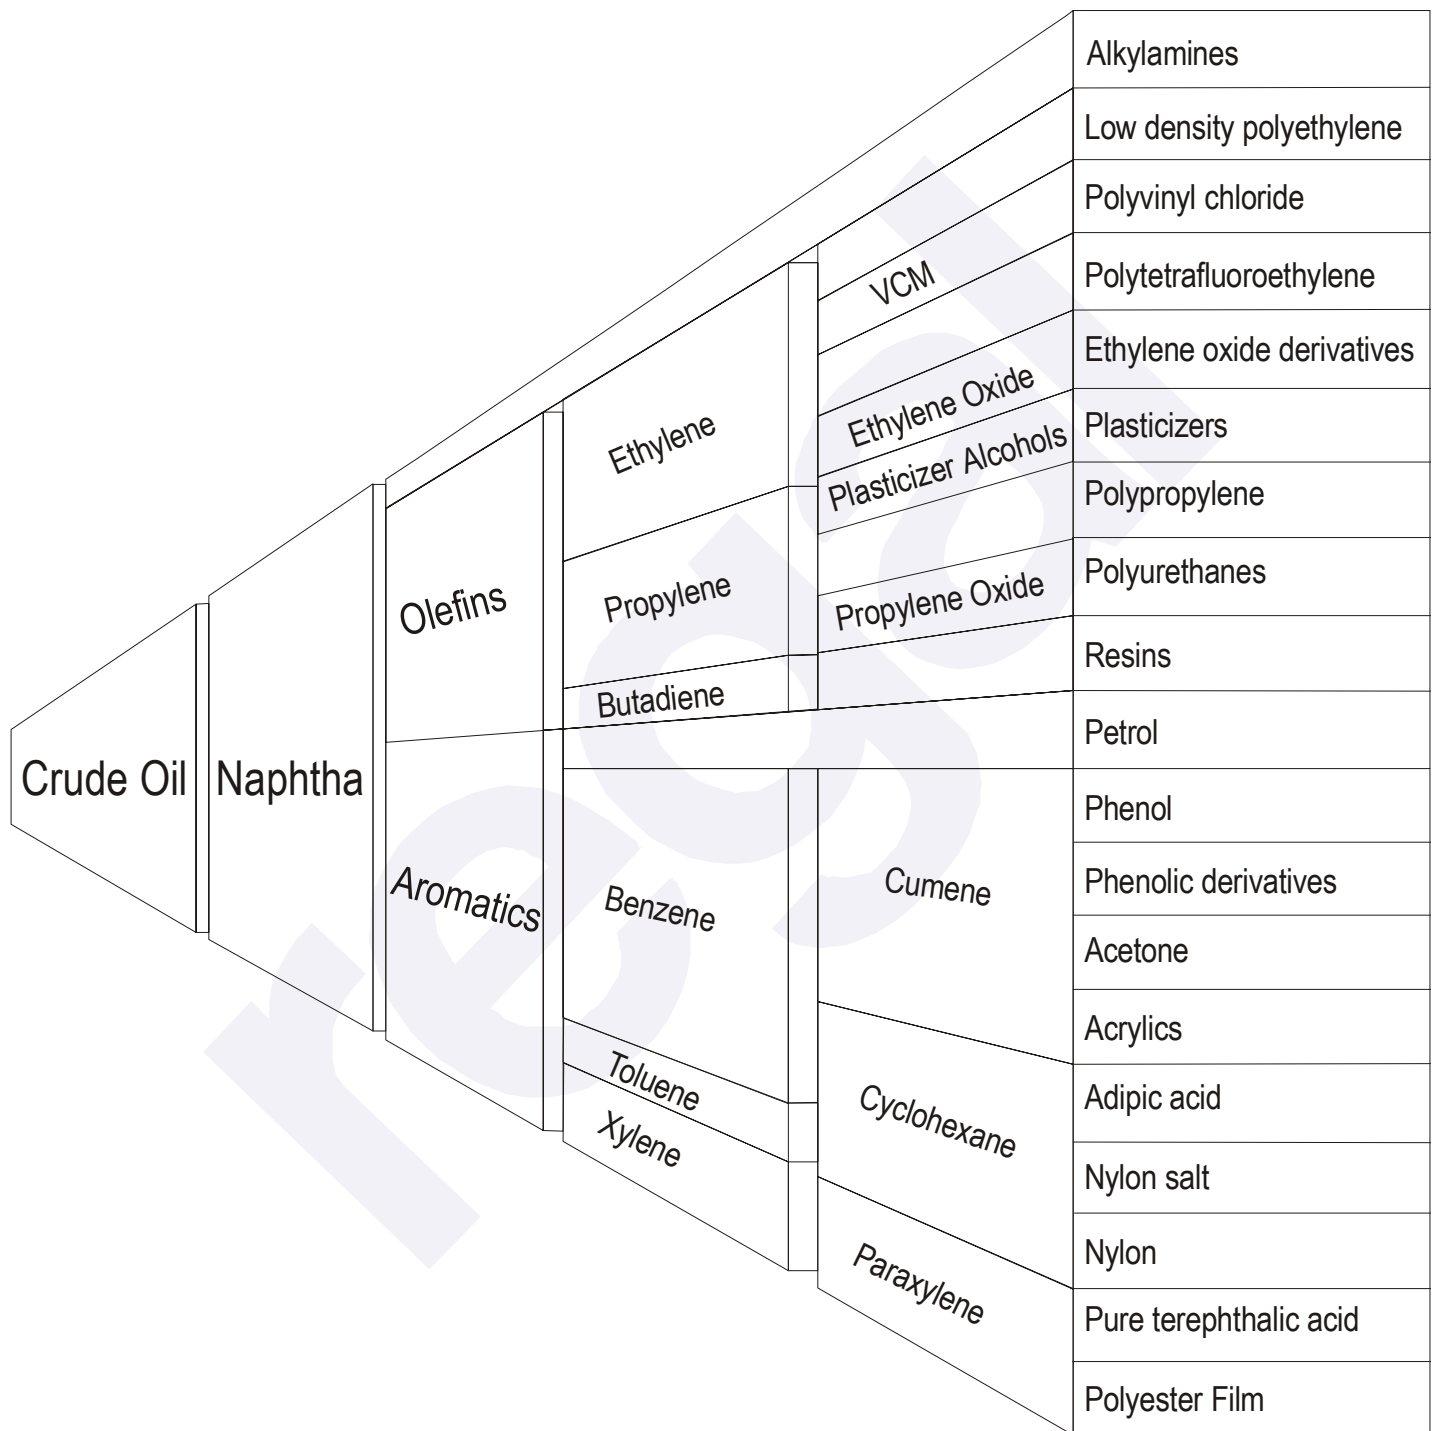 Crude Oil
Naphtha
Olefins
Aromatics
Ethylene
Propylene
Butadiene
Benzene
Toluene
Xylene
VCM
Ethylene Oxide
Plasticizer Alcohols
Propylene Oxide
Cumene
Cyclohexane
Paraxylene
Alkylamines
Low density polyethylene
Polyvinyl chloride
Polytetrafluoroethylene
Ethylene oxide derivatives
Plasticizers
Polypropylene
Polyurethanes
Resins
Petrol
Phenol
Phenolic derivatives
Acetone
Acrylics
Adipic acid
Nylon salt
Nylon
Pure terephthalic acid
Polyester Film
regal